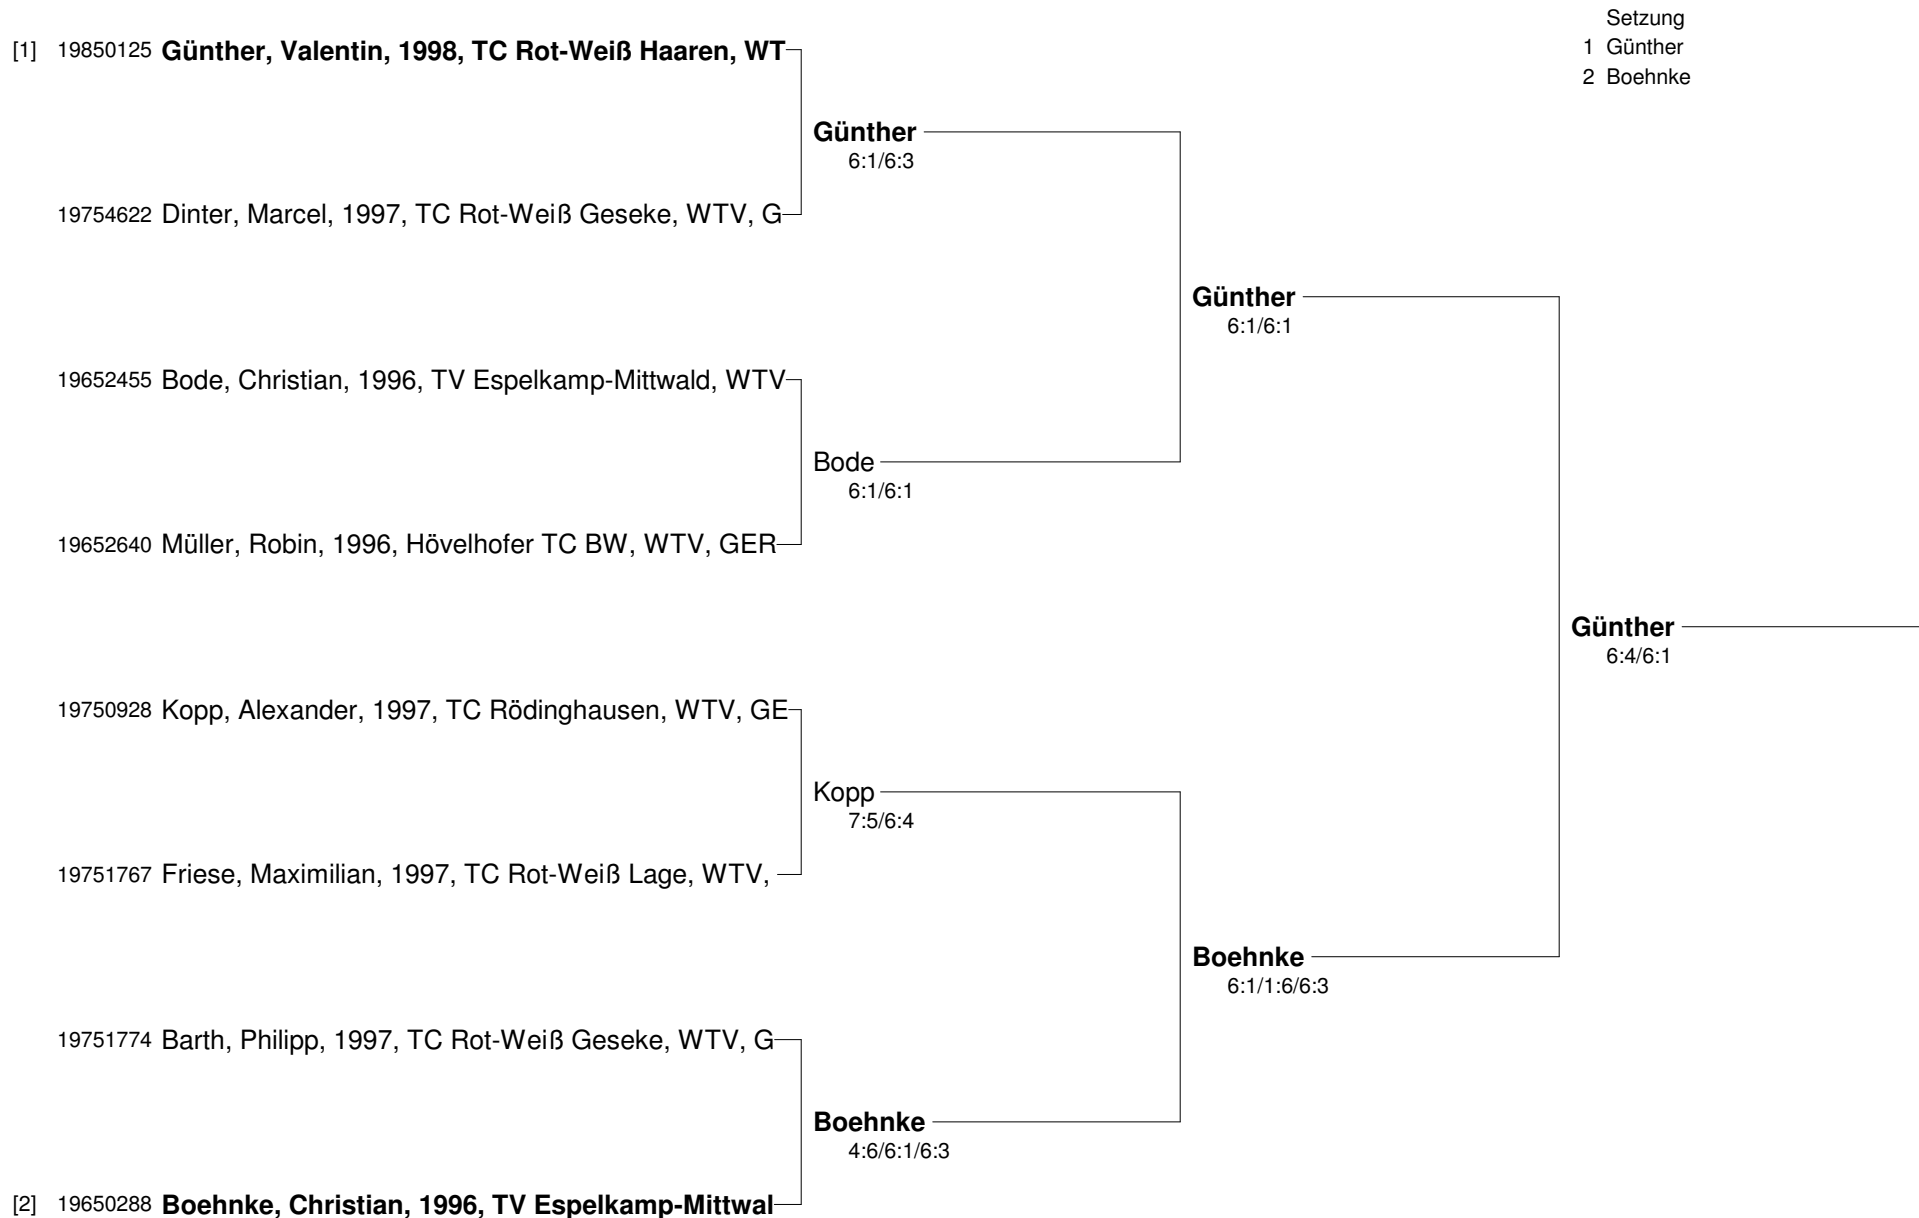 Setzung
1 Günther
2 Boehnke
[1] 19850125 Günther, Valentin, 1998, TC Rot-Weiß Haaren, WT
Günther
6:1/6:3
19754622 Dinter, Marcel, 1997, TC Rot-Weiß Geseke, WTV, G
Günther
6:1/6:1
19652455 Bode, Christian, 1996, TV Espelkamp-Mittwald, WTV
Bode
6:1/6:1
19652640 Müller, Robin, 1996, Hövelhofer TC BW, WTV, GER
Günther
6:4/6:1
19750928 Kopp, Alexander, 1997, TC Rödinghausen, WTV, GE
Kopp
7:5/6:4
19751767 Friese, Maximilian, 1997, TC Rot-Weiß Lage, WTV,
Boehnke
6:1/1:6/6:3
19751774 Barth, Philipp, 1997, TC Rot-Weiß Geseke, WTV, G
Boehnke
4:6/6:1/6:3
[2] 19650288 Boehnke, Christian, 1996, TV Espelkamp-Mittwal